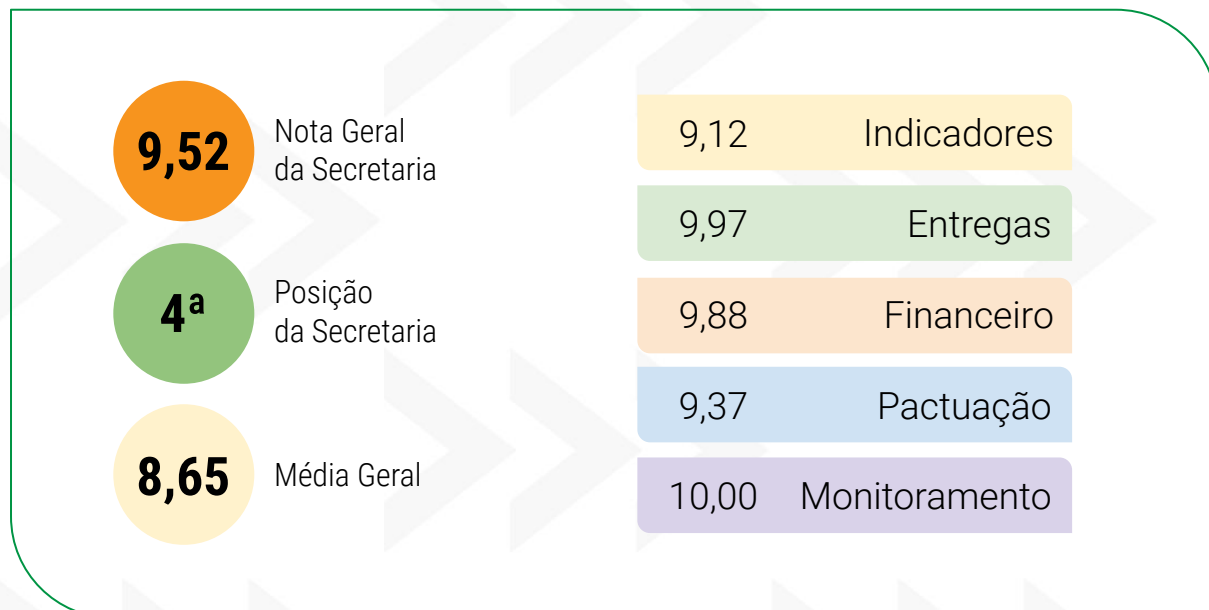 9,52
Nota Geral
da Secretaria
4ª
Posição
da Secretaria
8,65
Média Geral
9,12 Indicadores
9,97 Entregas
9,88 Financeiro
9,37 Pactuação
10,00 Monitoramento